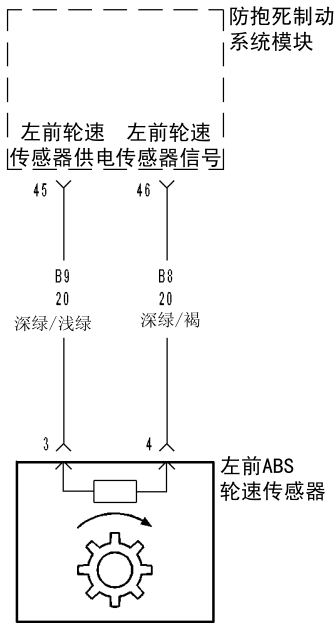 防抱死制动
系统模块
左前轮速 左前轮速
传感器供电传感器信号
45 46
B9 B8
20 20
深绿/浅绿 深绿/褐
3 4
左前ABS
轮速传感器